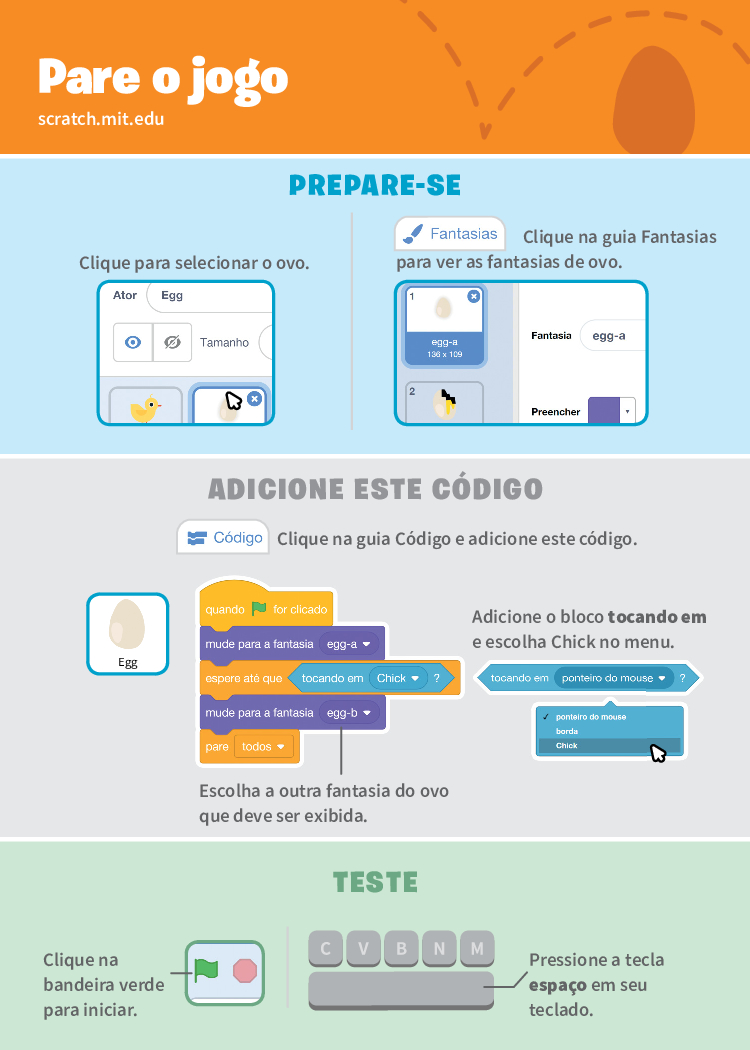 Pare o jogo
scratch.mit.edu
PREPARE-SE
Clique para selecionar o ovo.
Ator Egg
Tamanho
Fantasias Clique na guia Fantasias
para ver as fantasias de ovo.
1
egg-a
136 x 109
2
Fantasia egg-a
Preencher
ADICIONE ESTE CÓDIGO
Código Clique na guia Código e adicione este código.
Egg
quando for clicado
mude para a fantasia egg-a
espere até que tocando em Chick ?
mude para a fantasia egg-b
pare todos
Escolha a outra fantasia do ovo
que deve ser exibida.
Adicione o bloco tocando em
e escolha Chick no menu.
tocando em ponteiro do mouse ?
✓ ponteiro do mouse
borda
Chick
TESTE
Clique na
bandeira verde
para iniciar.
C V B N M
Pressione a tecla
espaço em seu
teclado.